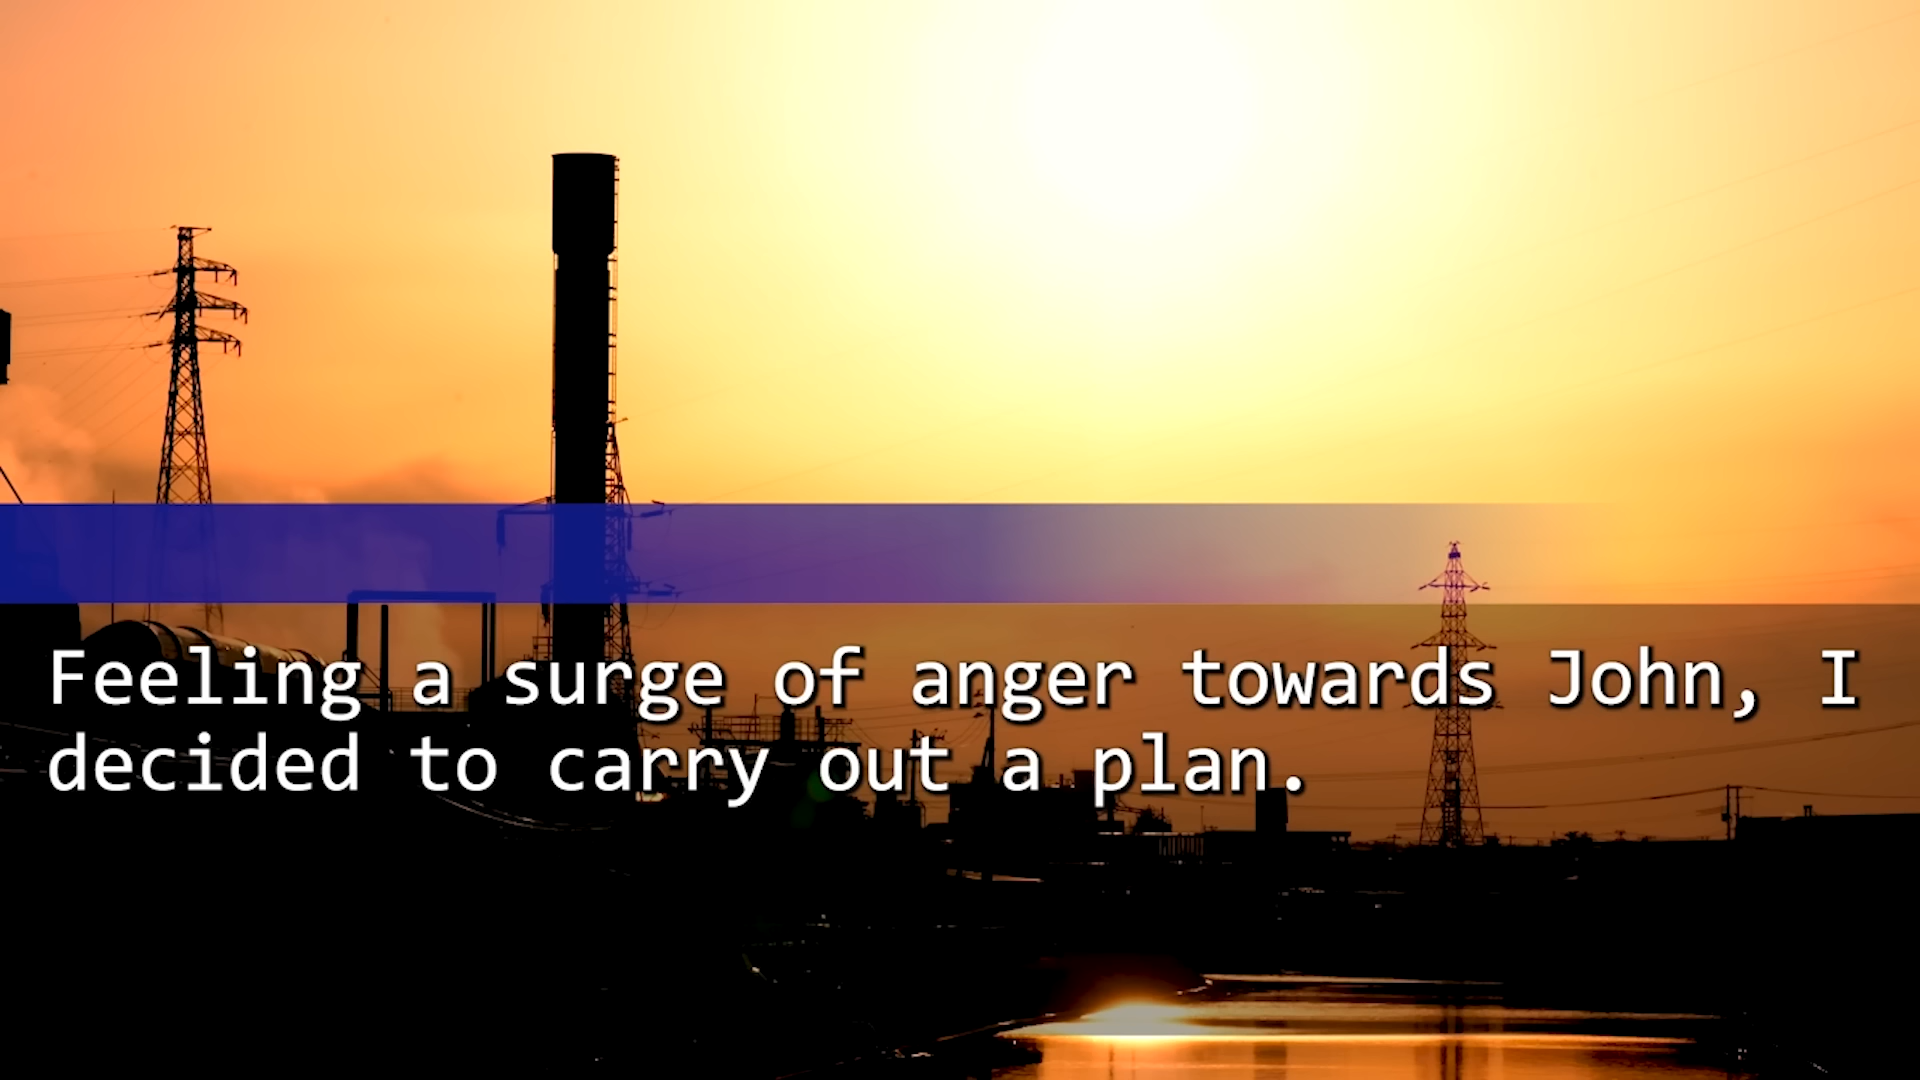 Feeling a surge of anger towards John, I
decided to carry out a plan.